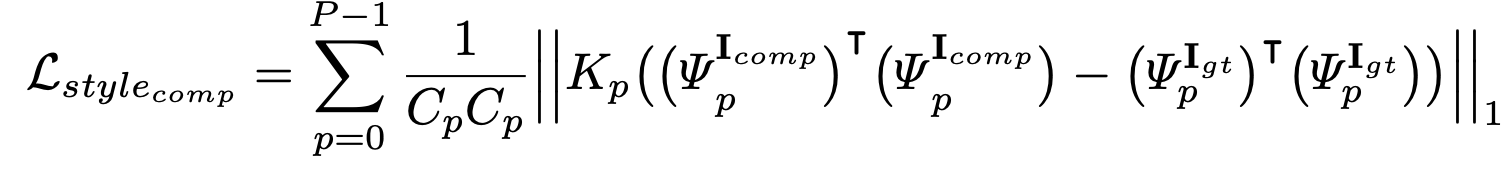 $\mathcal{L}_{style_{comp}} = \sum_{p=0}^{P-1} \frac{1}{C_p C_p} \left|\left| K_p \left( \left( \Psi_p^{\mathbf{I}_{comp}} \right)^{\intercal} \left( \Psi_p^{\mathbf{I}_{comp}} \right) - \left( \Psi_p^{\mathbf{I}_{gt}} \right)^{\intercal} \left( \Psi_p^{\mathbf{I}_{gt}} \right) \right) \right|\right|_1$